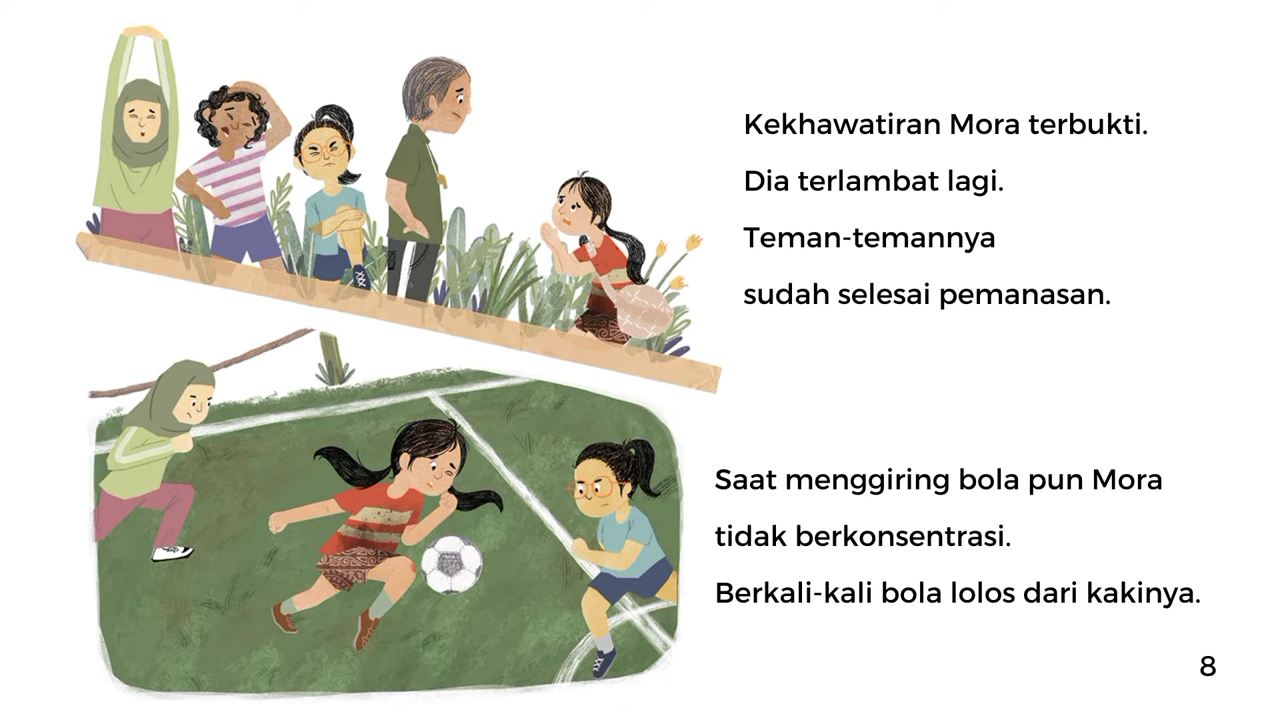 Kekhawatiran Mora terbukti.
Dia terlambat lagi.
Teman-temannya
sudah selesai pemanasan.
Saat menggiring bola pun Mora
tidak berkonsentrasi.
Berkali-kali bola lolos dari kakinya.
8